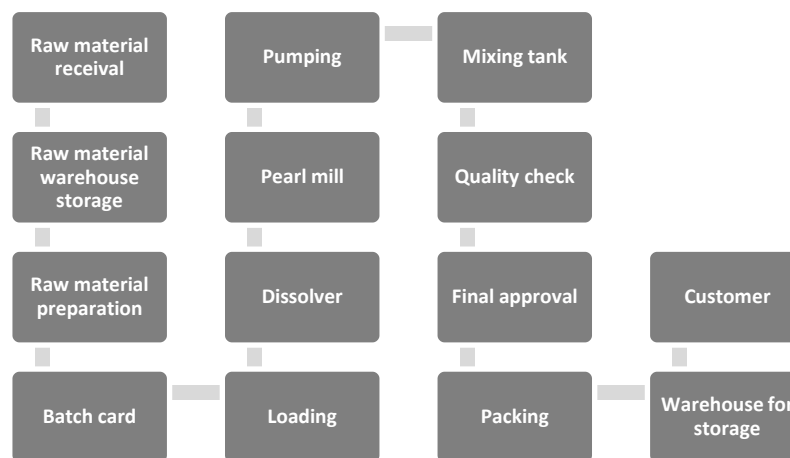 Raw material
receival
Raw material
warehouse
storage
Raw material
preparation
Batch card
Loading
Dissolver
Pearl mill
Pumping
Mixing tank
Quality check
Final approval
Packing
Warehouse for
storage
Customer